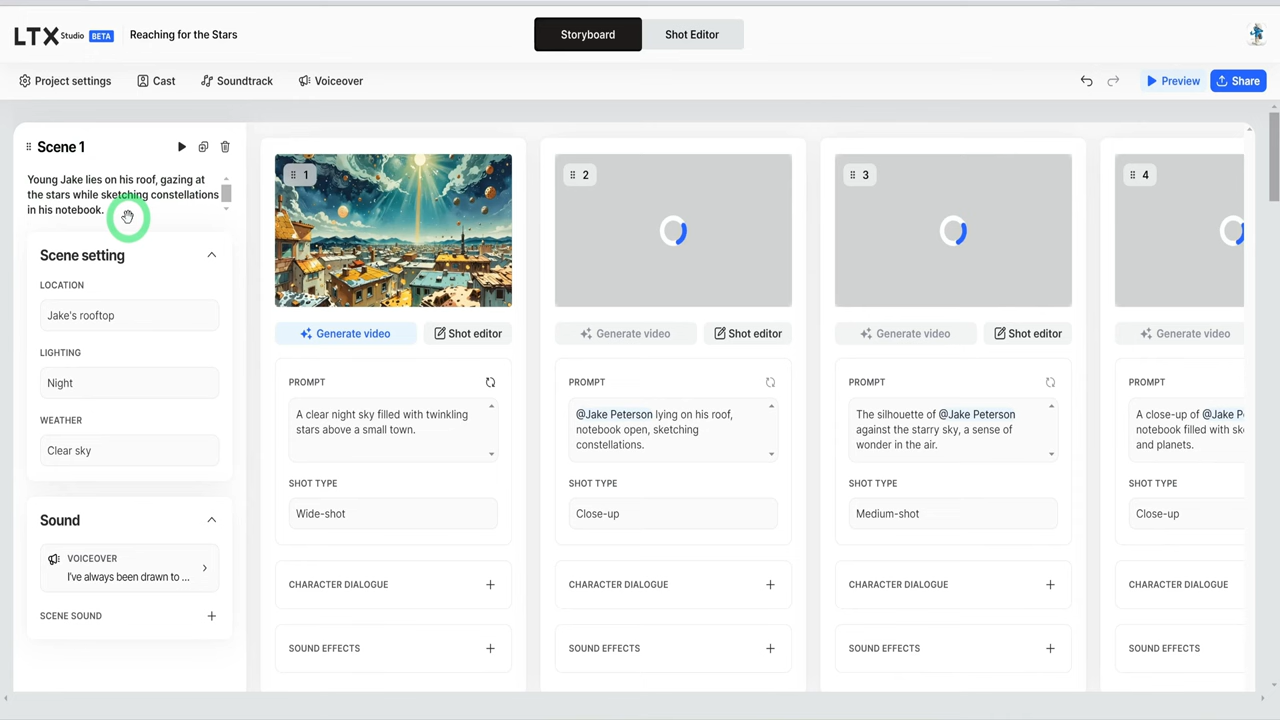 LTX Studio BETA
Reaching for the Stars
Storyboard
Shot Editor
Project settings
Cast
Soundtrack
Voiceover
Preview
Share
Scene 1
Young Jake lies on his roof, gazing at
the stars while sketching constellations
in his notebook.
Scene setting
LOCATION
Jake's rooftop
LIGHTING
Night
WEATHER
Clear sky
Sound
VOICEOVER
I've always been drawn to ...
SCENE SOUND
1
Generate video
Shot editor
PROMPT
A clear night sky filled with twinkling
stars above a small town.
SHOT TYPE
Wide-shot
CHARACTER DIALOGUE
SOUND EFFECTS
2
Generate video
Shot editor
PROMPT
@Jake Peterson lying on his roof,
notebook open, sketching
constellations.
SHOT TYPE
Close-up
CHARACTER DIALOGUE
SOUND EFFECTS
3
Generate video
Shot editor
PROMPT
The silhouette of @Jake Peterson
against the starry sky, a sense of
wonder in the air.
SHOT TYPE
Medium-shot
CHARACTER DIALOGUE
SOUND EFFECTS
4
Generate video
PROMPT
A close-up of @Jake P
notebook filled with sk
and planets.
SHOT TYPE
Close-up
CHARACTER DIALOGUE
SOUND EFFECTS